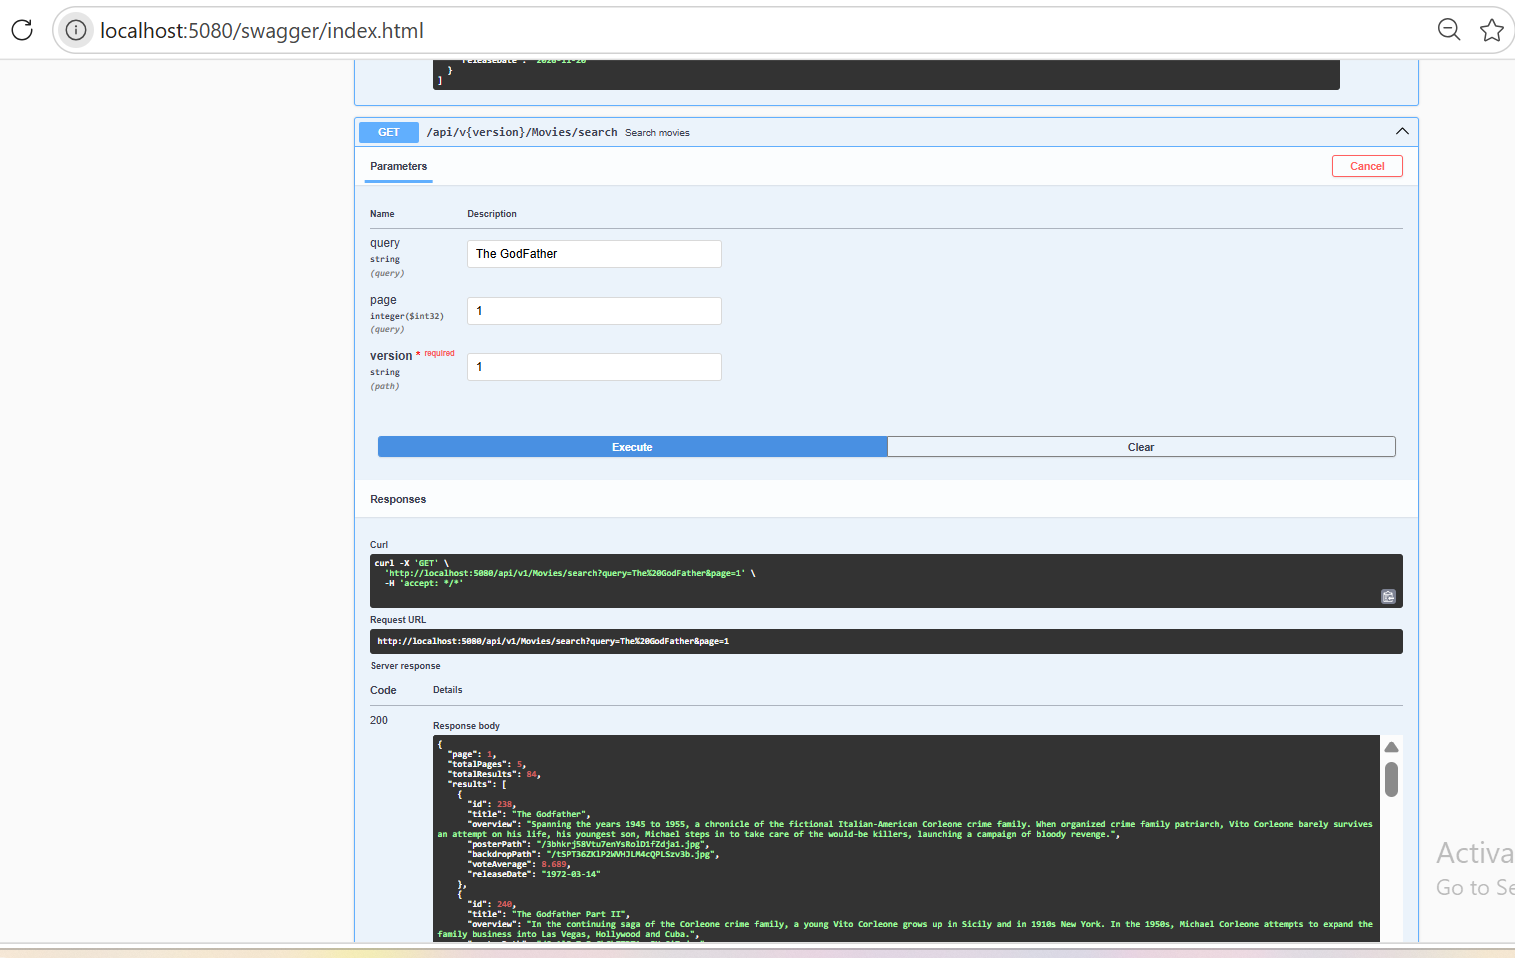 localhost:5080/swagger/index.html
}
]
GET /api/v{version}/Movies/search Search movies
Parameters
Cancel
Name Description
query
string
(query)
The GodFather
page
integer($int32)
(query)
1
version * required
string
(path)
1
Execute
Clear
Responses
Curl
curl -X 'GET' \
'http://localhost:5080/api/v1/Movies/search?query=The%20GodFather&page=1' \
-H 'accept: */*'
Request URL
http://localhost:5080/api/v1/Movies/search?query=The%20GodFather&page=1
Server response
Code Details
200
Response body
{
"page": 1,
"totalPages": 5,
"totalResults": 84,
"results": [
{
"id": 238,
"title": "The Godfather",
"overview": "Spanning the years 1945 to 1955, a chronicle of the fictional Italian-American Corleone crime family. When organized crime family patriarch, Vito Corleone barely survives
an attempt on his life, his youngest son, Michael steps in to take care of the would-be killers, launching a campaign of bloody revenge.",
"posterPath": "/3bhkrj58Vtu7enYsRolD1fZdja1.jpg",
"backdropPath": "/tSPT36ZKlP2WVHJLM4cQPLSzv3b.jpg",
"voteAverage": 8.689,
"releaseDate": "1972-03-14"
},
{
"id": 240,
"title": "The Godfather Part II",
"overview": "In the continuing saga of the Corleone crime family, a young Vito Corleone grows up in Sicily and in 1910s New York. In the 1950s, Michael Corleone attempts to expand the
family business into Las Vegas, Hollywood and Cuba.",
Activa
Go to Se